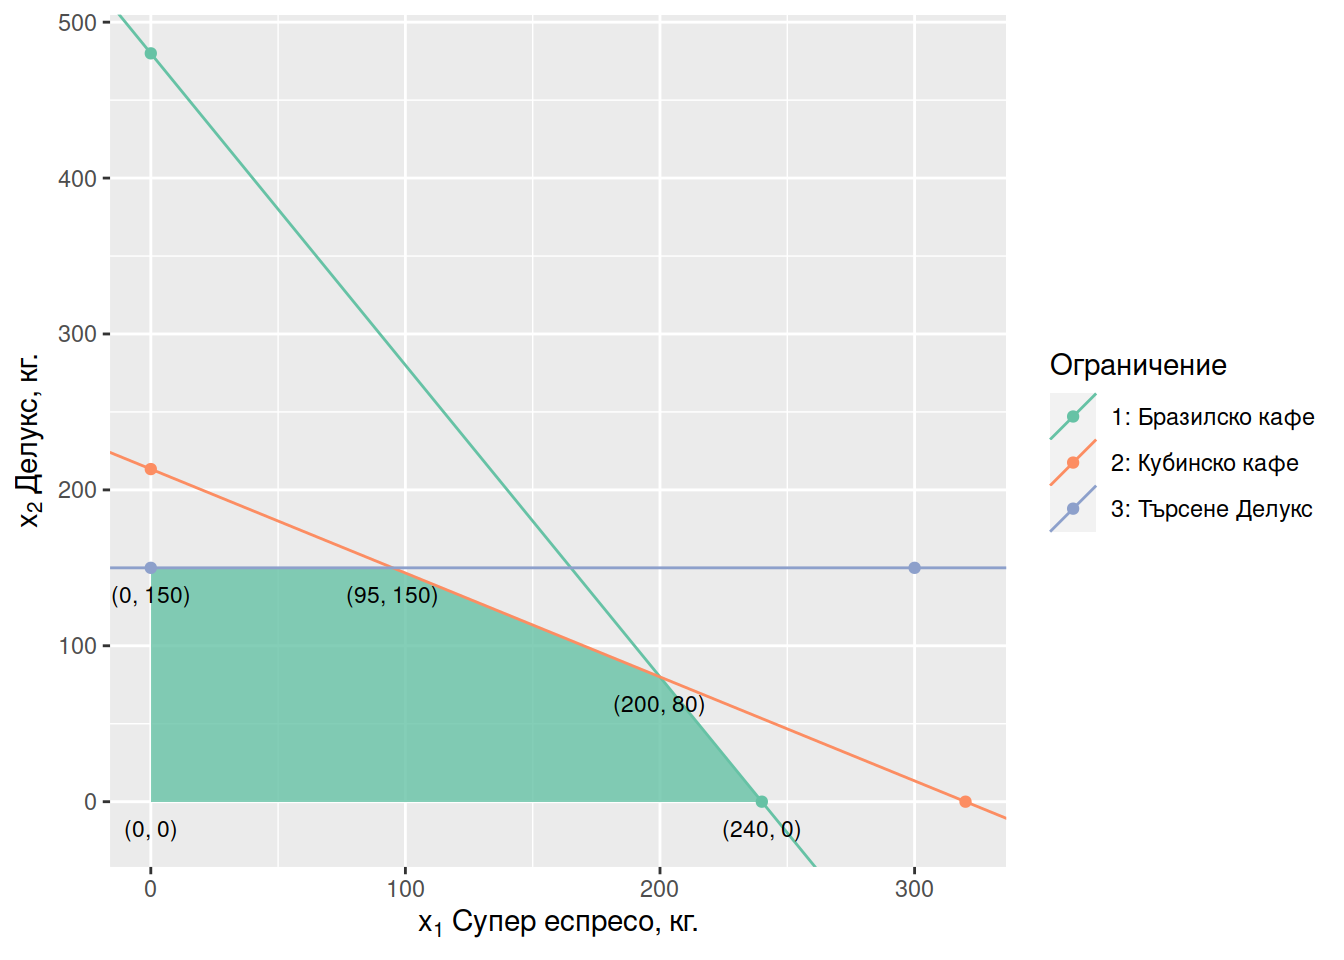 500
400
300
200
100
0
x2 Делукс, кг.
(0, 150)
(95, 150)
(200, 80)
(0, 0)
(240, 0)
0
100
200
300
x1 Супер еспресо, кг.
Ограничение
1: Бразилско кафе
2: Кубинско кафе
3: Търсене Делукс